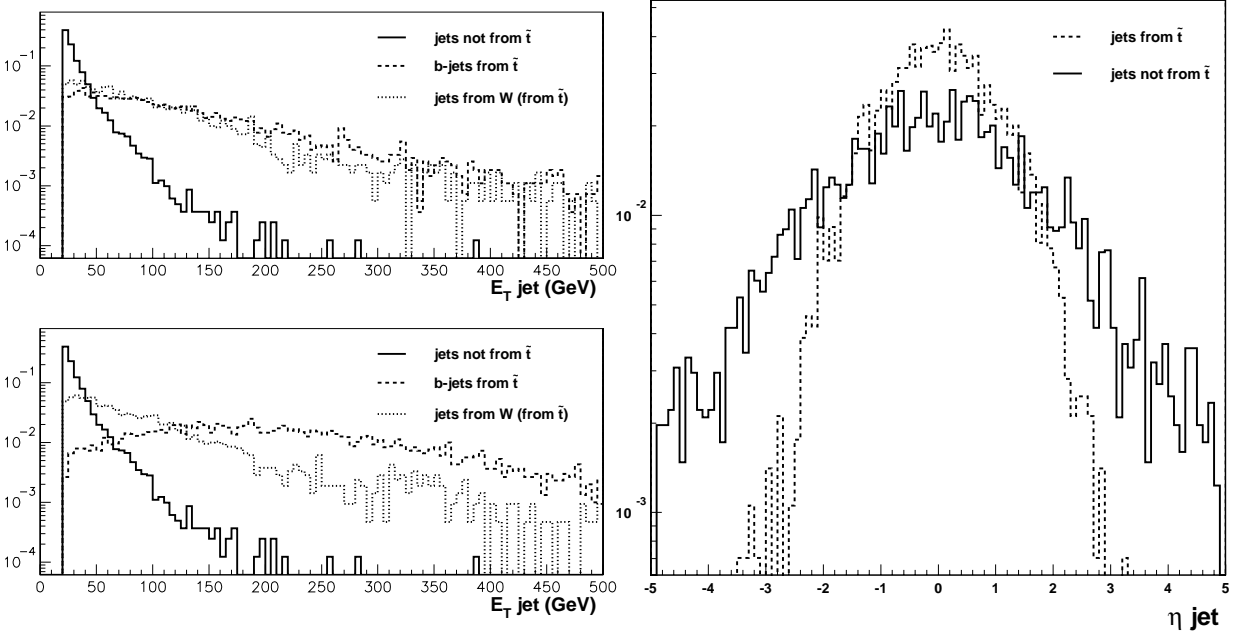 jets not from t̃
b-jets from t̃
jets from W (from t̃)
10⁻¹
10⁻²
10⁻³
10⁻⁴
0 50 100 150 200 250 300 350 400 450 500
E_T jet (GeV)
jets not from t̃
b-jets from t̃
jets from W (from t̃)
10⁻¹
10⁻²
10⁻³
10⁻⁴
0 50 100 150 200 250 300 350 400 450 500
E_T jet (GeV)
jets from t̃
jets not from t̃
10⁻²
10⁻³
-5 -4 -3 -2 -1 0 1 2 3 4 5
η jet